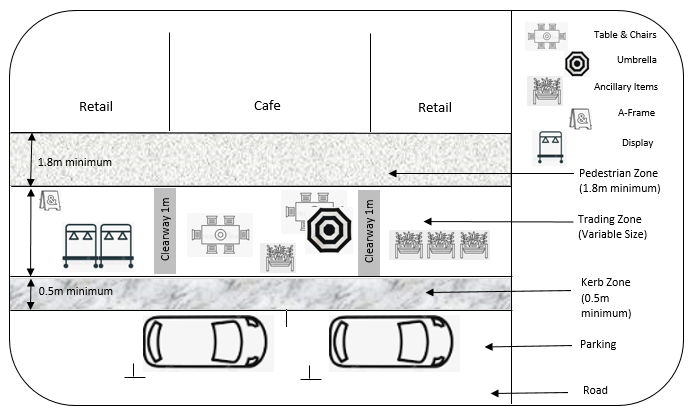 Table & Chairs
Umbrella
Ancillary Items
A-Frame
Display
Retail
Cafe
Retail
1.8m minimum
Pedestrian Zone
(1.8m minimum)
&
Clearway 1m
Clearway 1m
Trading Zone
(Variable Size)
0.5m minimum
Kerb Zone
(0.5m
minimum)
Parking
Road
&